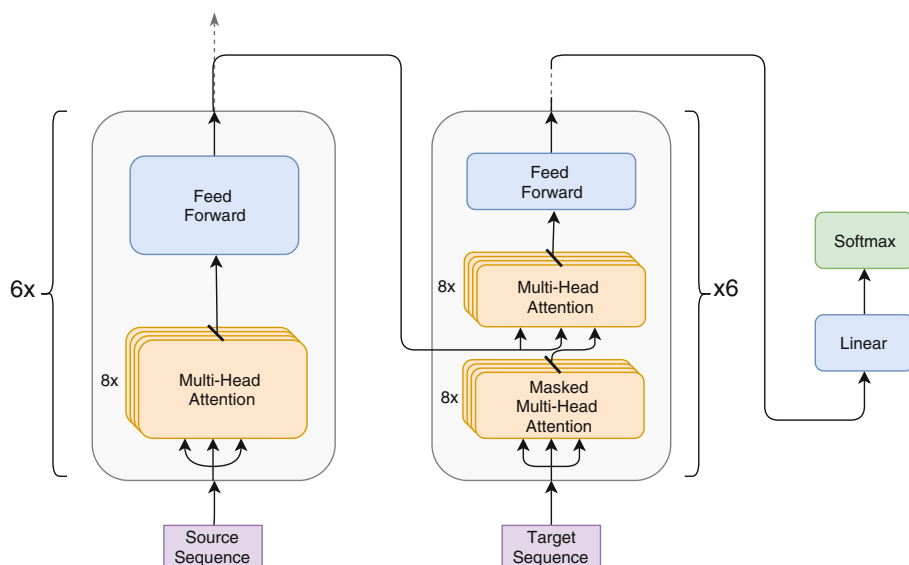 Feed
Forward
6x
8x
Multi-Head
Attention
Source
Sequence
Feed
Forward
8x
Multi-Head
Attention
x6
8x
Masked
Multi-Head
Attention
Target
Sequence
Softmax
Linear